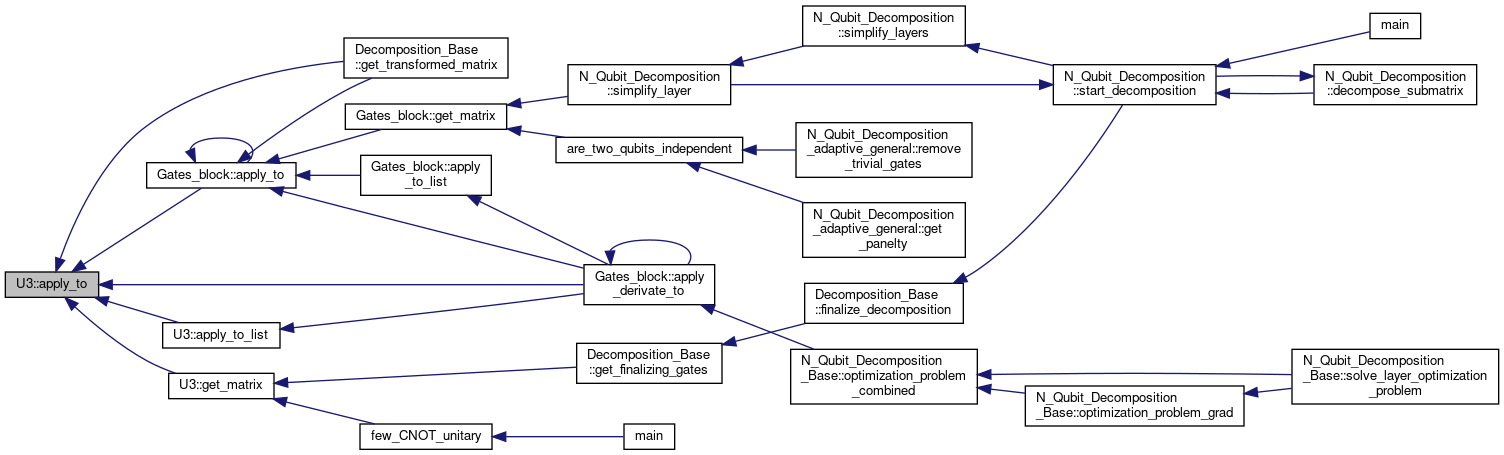 U3::apply_to
Decomposition_Base
::get_transformed_matrix
Gates_block::apply_to
U3::apply_to_list
U3::get_matrix
Gates_block::get_matrix
Gates_block::apply
_to_list
few_CNOT_unitary
N_Qubit_Decomposition
::simplify_layer
are_two_qubits_independent
Gates_block::apply
_derivate_to
Decomposition_Base
::get_finalizing_gates
main
N_Qubit_Decomposition
::simplify_layers
N_Qubit_Decomposition
_adaptive_general::remove
_trivial_gates
N_Qubit_Decomposition
_adaptive_general::get
_panelty
Decomposition_Base
::finalize_decomposition
N_Qubit_Decomposition
_Base::optimization_problem
_combined
N_Qubit_Decomposition
::start_decomposition
N_Qubit_Decomposition
_Base::optimization_problem_grad
main
N_Qubit_Decomposition
::decompose_submatrix
N_Qubit_Decomposition
_Base::solve_layer_optimization
_problem